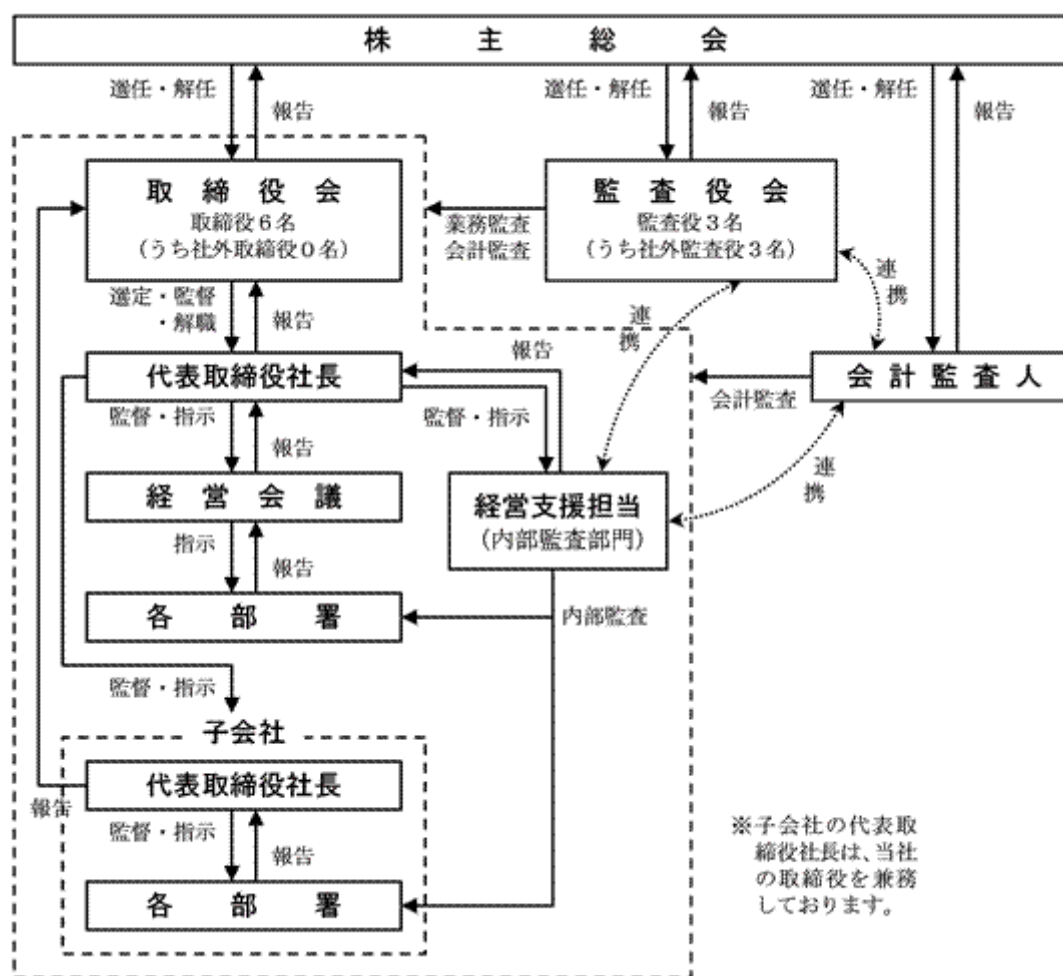 株主総会
選任・解任
報告
選任・解任
報告
選任・解任
報告
取締役会
取締役6名
(うち社外取締役0名)
業務監査
会計監査
監査役会
監査役3名
(うち社外監査役3名)
連携
選定・監督
・解職
報告
連携
代表取締役社長
報告
会計監査
会計監査人
監督・指示
報告
監督・指示
連携
経営会議
経営支援担当
(内部監査部門)
指示
報告
各部署
内部監査
監督・指示
子会社
代表取締役社長
報告
監督・指示
報告
各部署
※子会社の代表取
締役社長は、当社
の取締役を兼務
しております。